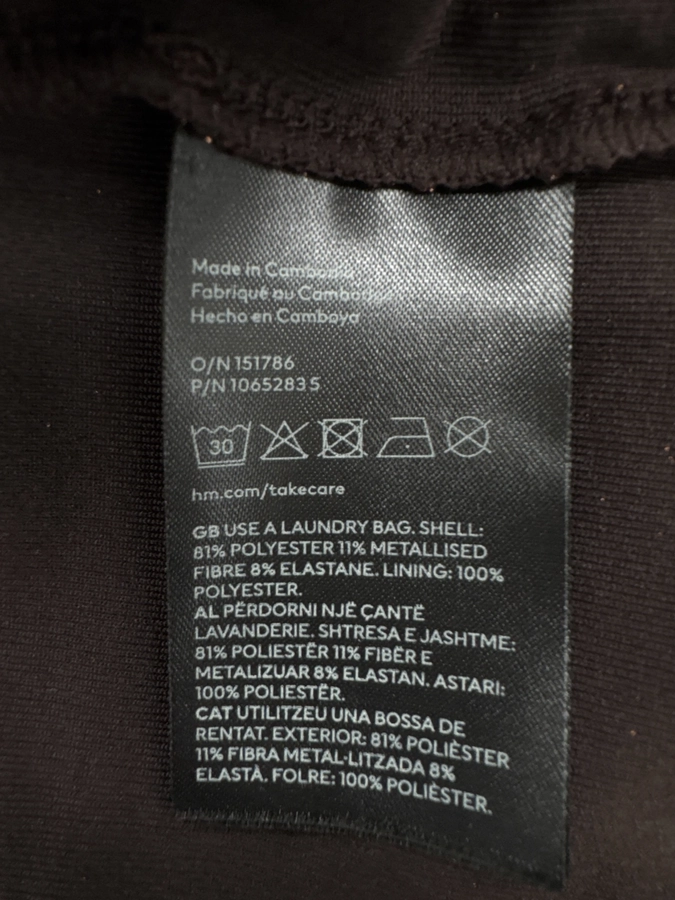 Made in Cambodia
Fabriqué au Cambodge
Hecho en Camboya
O/N 151786
P/N 1065283 5
30
hm.com/takecare
GB USE A LAUNDRY BAG. SHELL:
81% POLYESTER 11% METALLISED
FIBRE 8% ELASTANE. LINING: 100%
POLYESTER.
AL PËRDORNI NJË ÇANTË
LAVANDERIE. SHTRESA E JASHTME:
81% POLIESTËR 11% FIBËR E
METALIZUAR 8% ELASTAN. ASTARI:
100% POLIESTËR.
CAT UTILITZEU UNA BOSSA DE
RENTAT. EXTERIOR: 81% POLIÈSTER
11% FIBRA METAL·LITZADA 8%
ELASTÀ. FOLRE: 100% POLIÈSTER.